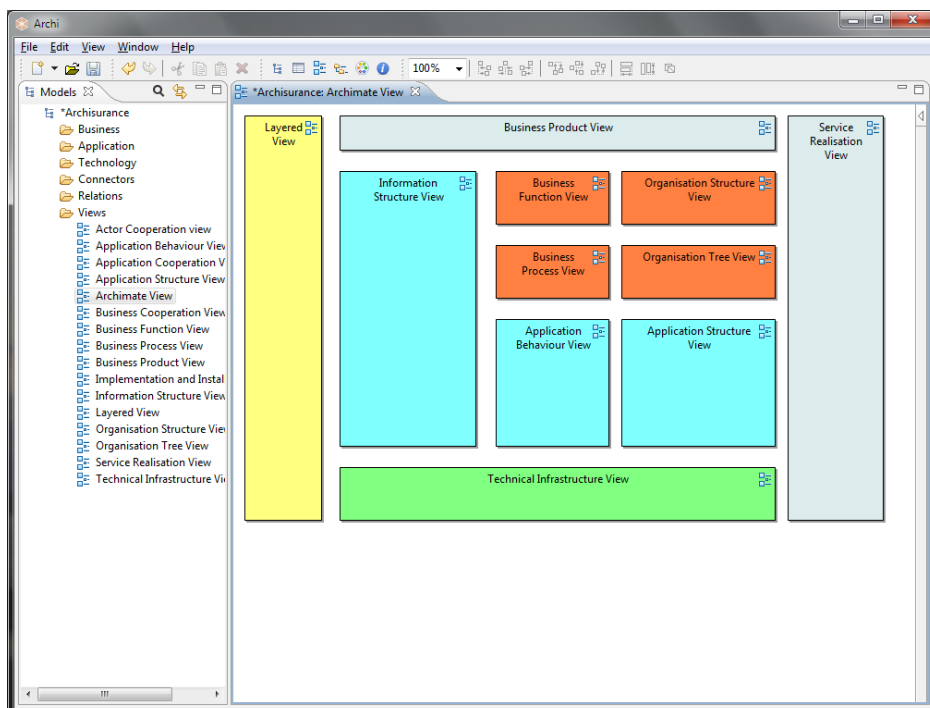 Archi
File Edit View Window Help
100%
Models
*Archisurance: Archimate View
*Archisurance
Business
Application
Technology
Connectors
Relations
Views
Actor Cooperation view
Application Behaviour View
Application Cooperation V
Application Structure View
Archimate View
Business Cooperation View
Business Function View
Business Process View
Business Product View
Implementation and Instal
Information Structure View
Layered View
Organisation Structure Vie
Organisation Tree View
Service Realisation View
Technical Infrastructure Vi
Layered
View
Business Product View
Service
Realisation
View
Information
Structure View
Business
Function View
Organisation Structure
View
Business
Process View
Organisation Tree View
Application
Behaviour View
Application Structure
View
Technical Infrastructure View